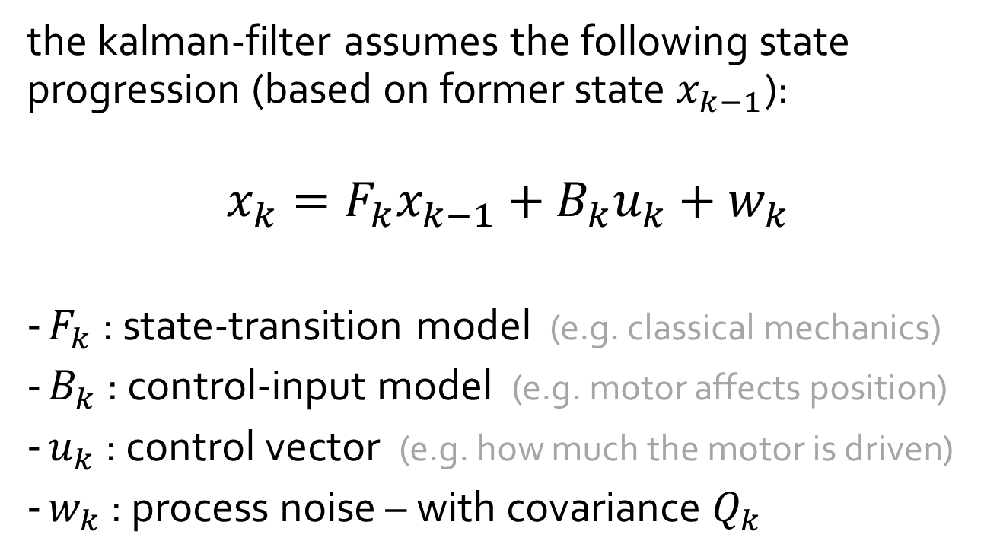 the kalman-filter assumes the following state
progression (based on former state $x_{k-1}$):
$x_k = F_k x_{k-1} + B_k u_k + w_k$
- $F_k$ : state-transition model (e.g. classical mechanics)
- $B_k$ : control-input model (e.g. motor affects position)
- $u_k$ : control vector (e.g. how much the motor is driven)
- $w_k$ : process noise – with covariance $Q_k$